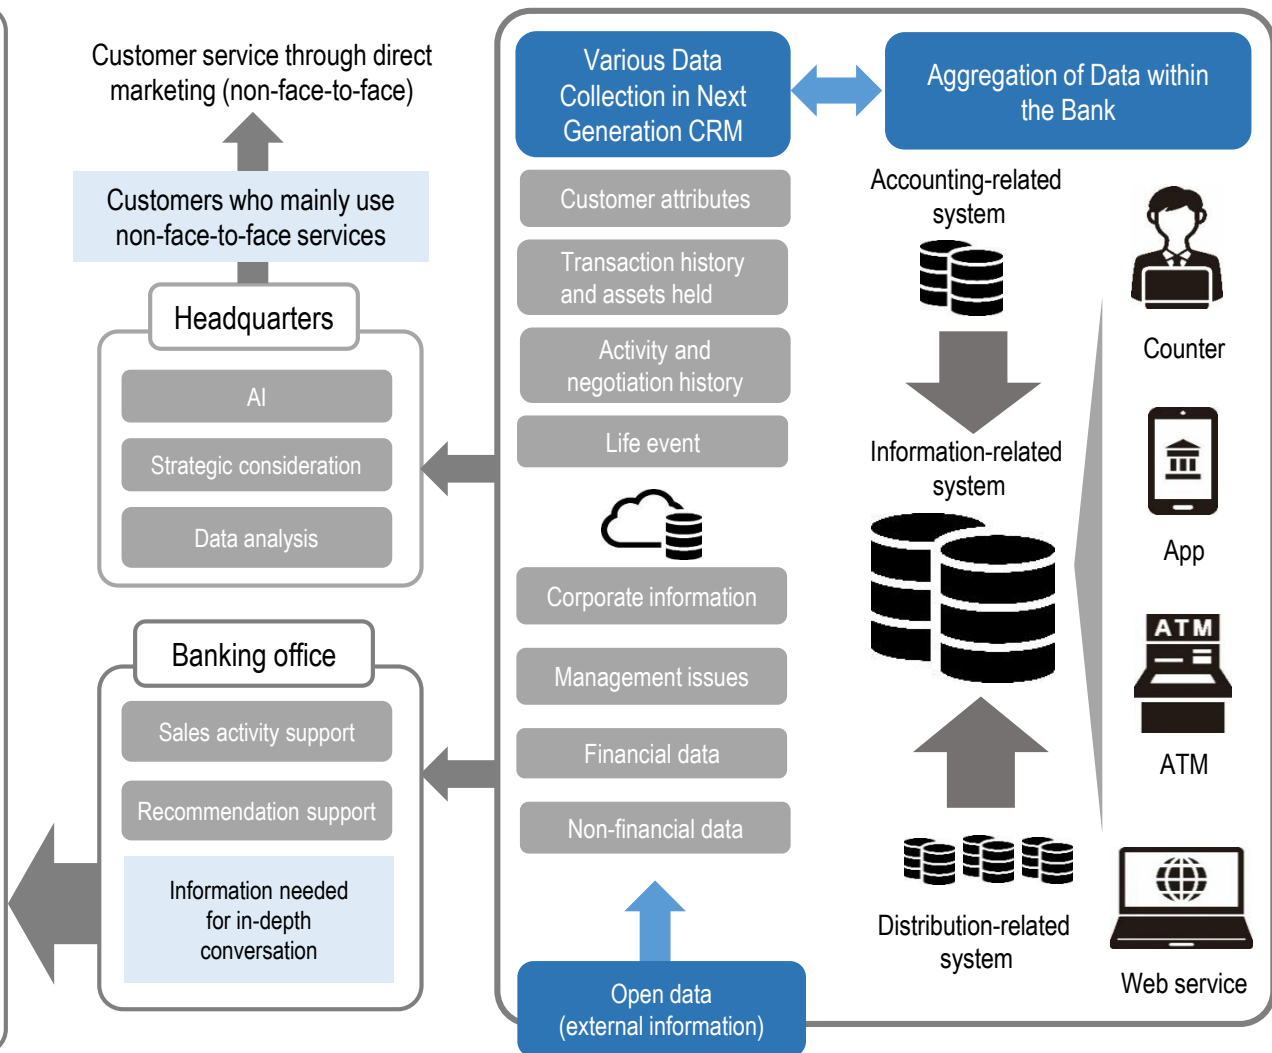 Customer service through direct
marketing (non-face-to-face)
Customers who mainly use
non-face-to-face services
Headquarters
AI
Strategic consideration
Data analysis
Banking office
Sales activity support
Recommendation support
Information needed
for in-depth
conversation
Various Data
Collection in Next
Generation CRM
Customer attributes
Transaction history
and assets held
Activity and
negotiation history
Life event
Corporate information
Management issues
Financial data
Non-financial data
Open data
(external information)
Aggregation of Data within
the Bank
Accounting-related
system
Information-related
system
Distribution-related
system
Counter
App
ATM
ATM
Web service